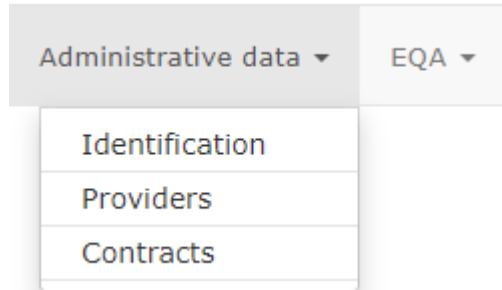 Administrative data EQA
Identification
Providers
Contracts